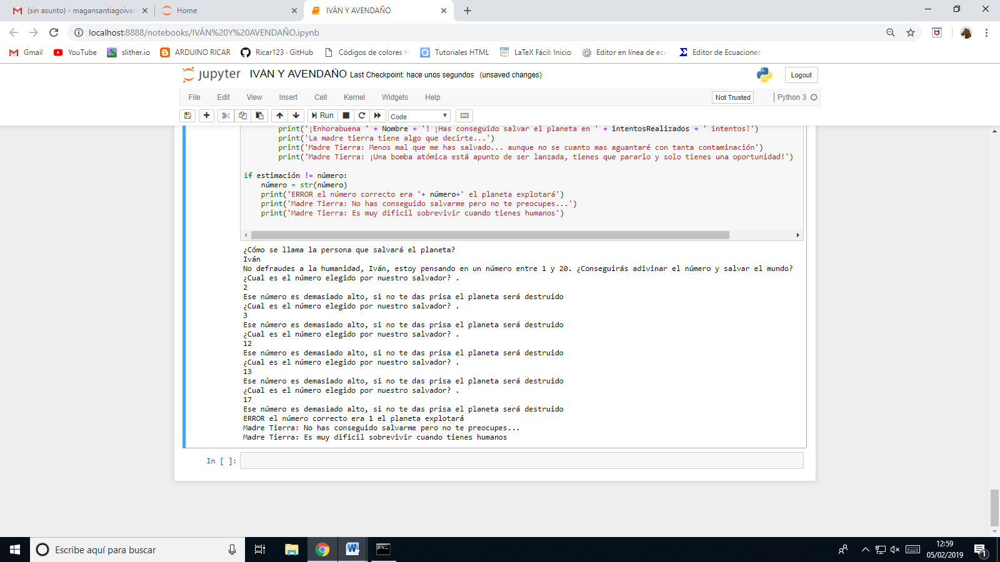 (sin asunto) - magansantiagoivan
Home
IVÁN Y AVENDAÑO
localhost:8888/notebooks/IVÁN%20Y%20AVENDAÑO.ipynb
Gmail
YouTube
slither.io
ARDUINO RICAR
Ricar123 · GitHub
Códigos de colores H
Tutoriales HTML
LaTeX Fácil: Inicio
Editor en línea de ecu
Editor de Ecuaciones
jupyter IVÁN Y AVENDAÑO Last Checkpoint: hace unos segundos (unsaved changes)
Logout
File Edit View Insert Cell Kernel Widgets Help
Not Trusted
Python 3
Run
Code
print('¡Enhorabuena ' + Nombre + '! ¡Has conseguido salvar el planeta en ' + intentosRealizados + ' intentos!')
print('La madre tierra tiene algo que decirte...')
print('Madre Tierra: Menos mal que me has salvado... aunque no se cuanto mas aguantaré con tanta contaminación')
print('Madre Tierra: ¡Una bomba atómica está apunto de ser lanzada, tienes que pararlo y solo tienes una oportunidad!')
if estimación != número:
número = str(número)
print('ERROR el número correcto era '+ número+' el planeta explotará')
print('Madre Tierra: No has conseguido salvarme pero no te preocupes...')
print('Madre Tierra: Es muy dificil sobrevivir cuando tienes humanos')
¿Cómo se llama la persona que salvará el planeta?
Iván
No defraudes a la humanidad, Iván, estoy pensando en un número entre 1 y 20. ¿Conseguirás adivinar el número y salvar el mundo?
¿Cual es el número elegido por nuestro salvador? .
2
Ese número es demasiado alto, si no te das prisa el planeta será destruido
¿Cual es el número elegido por nuestro salvador? .
3
Ese número es demasiado alto, si no te das prisa el planeta será destruido
¿Cual es el número elegido por nuestro salvador? .
12
Ese número es demasiado alto, si no te das prisa el planeta será destruido
¿Cual es el número elegido por nuestro salvador? .
13
Ese número es demasiado alto, si no te das prisa el planeta será destruido
¿Cual es el número elegido por nuestro salvador? .
17
Ese número es demasiado alto, si no te das prisa el planeta será destruido
ERROR el número correcto era 1 el planeta explotará
Madre Tierra: No has conseguido salvarme pero no te preocupes...
Madre Tierra: Es muy dificil sobrevivir cuando tienes humanos
In [ ]:
Escribe aquí para buscar
12:59
05/02/2019
1